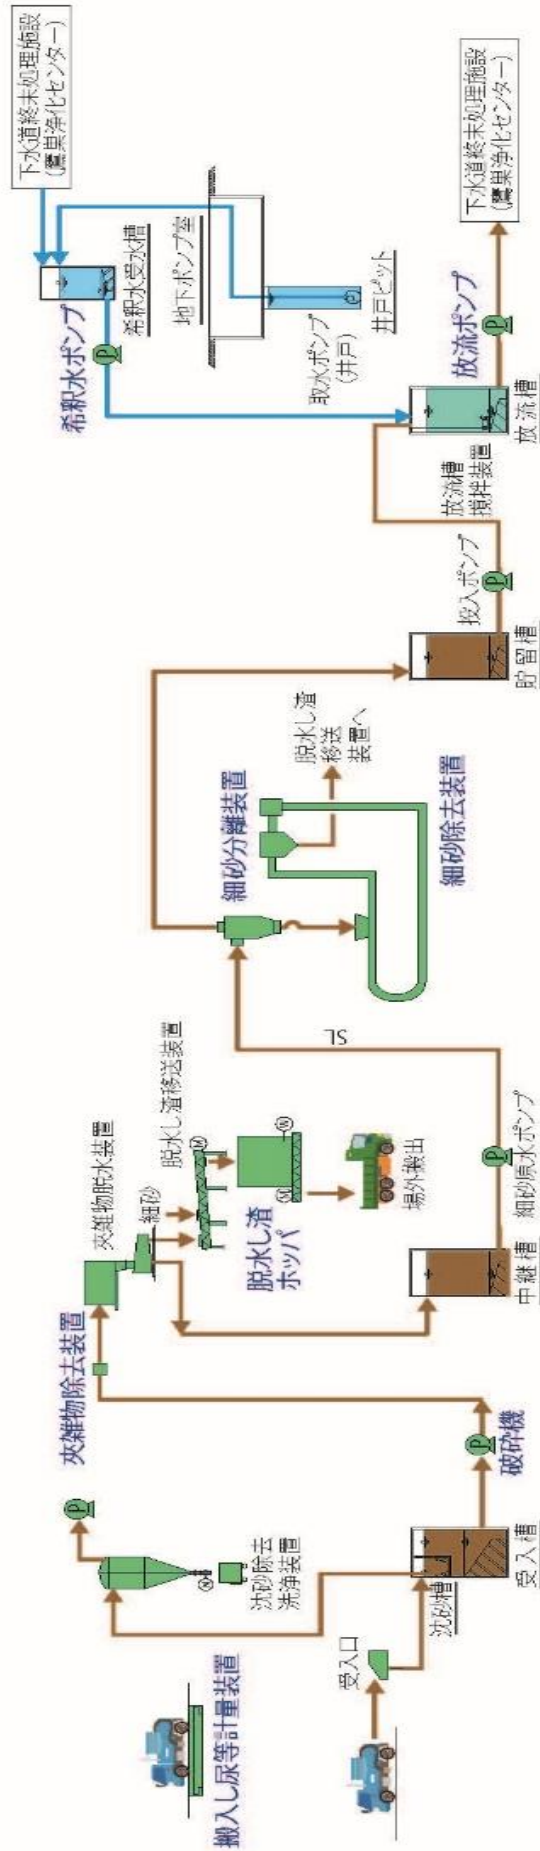 搬入し尿等計量装置
受入口
沈砂除去
洗浄装置
P
M
沈砂槽
受入槽
P
破砕機
夾雑物除去装置
夾雑物脱水装置
細砂
脱水し渣移送装置
M
脱水し渣
ホッパ
M
M
場外搬出
中継槽
P
細砂原水ポンプ
SL
細砂分離装置
脱水し渣
移送
装置へ
細砂除去装置
貯留槽
P
投入ポンプ
放流槽
撹拌装置
放流槽
P
放流ポンプ
下水道終末処理施設
(鷹巣浄化センター)
希釈水ポンプ
P
希釈水受水槽
地下ポンプ室
取水ポンプ
(井戸)
P
井戸ピット
下水道終末処理施設
(鷹巣浄化センター)